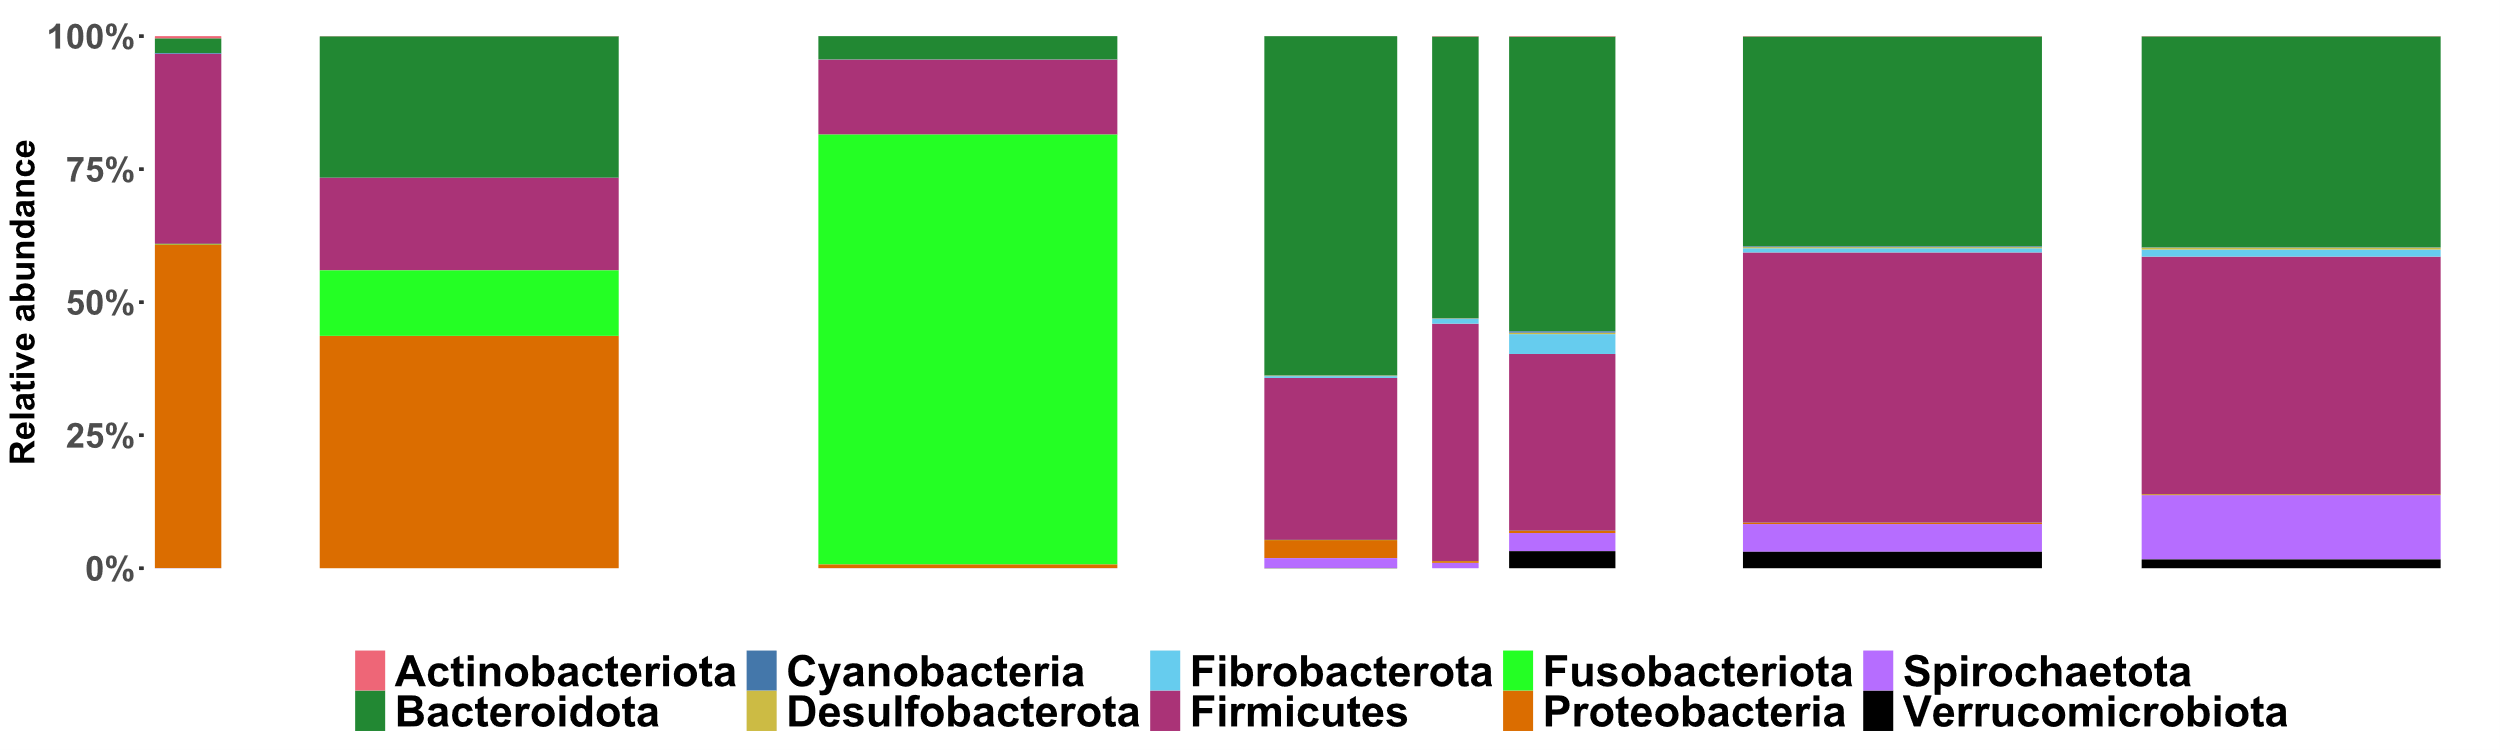 100%
75%
50%
25%
0%
Relative abundance
Actinobacteriota Cyanobacteria Fibrobacterota Fusobacteriota Spirochaetota
Bacteroidota Desulfobacterota Firmicutes Proteobacteria Verrucomicrobiota